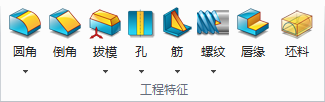 圆角 倒角 拔模 孔 筋 螺纹 唇缘 坯料
工程特征